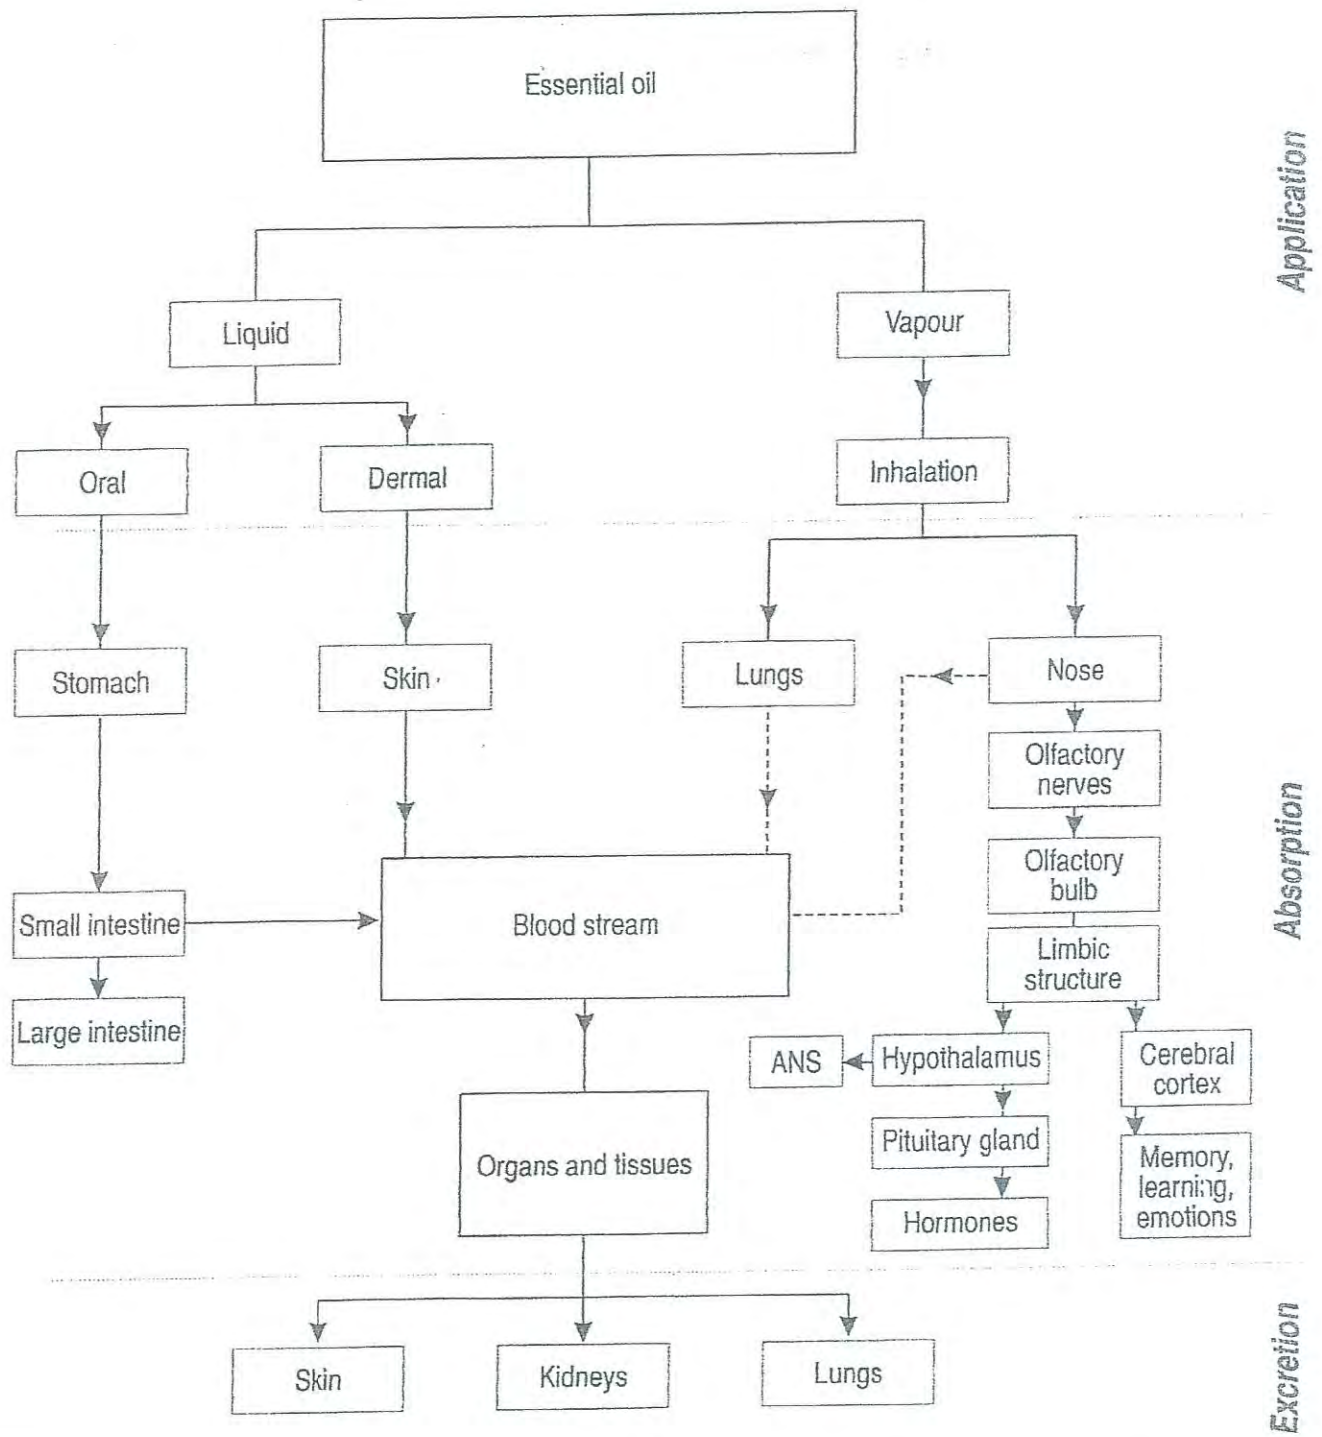 Essential oil
Application
Liquid
Vapour
Oral
Dermal
Inhalation
Stomach
Skin
Lungs
Nose
Olfactory
nerves
Olfactory
bulb
Absorption
Small intestine
Blood stream
Limbic
structure
Large intestine
ANS
Hypothalamus
Cerebral
cortex
Organs and tissues
Pituitary gland
Memory,
learning,
emotions
Hormones
Excretion
Skin
Kidneys
Lungs